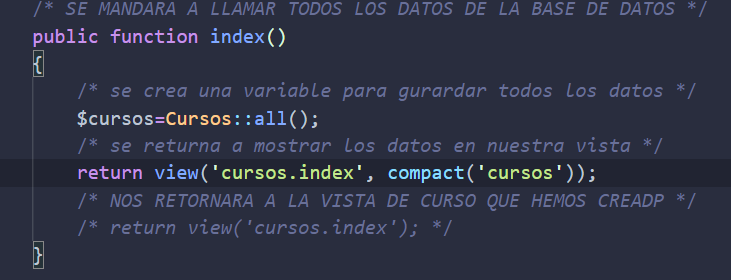 /* SE MANDARA A LLAMAR TODOS LOS DATOS DE LA BASE DE DATOS */
public function index()
{
/* se crea una variable para gurardar todos los datos */
$cursos=Cursos::all();
/* se returna a mostrar los datos en nuestra vista */
return view('cursos.index', compact('cursos'));
/* NOS RETORNARA A LA VISTA DE CURSO QUE HEMOS CREADP */
/* return view('cursos.index'); */
}